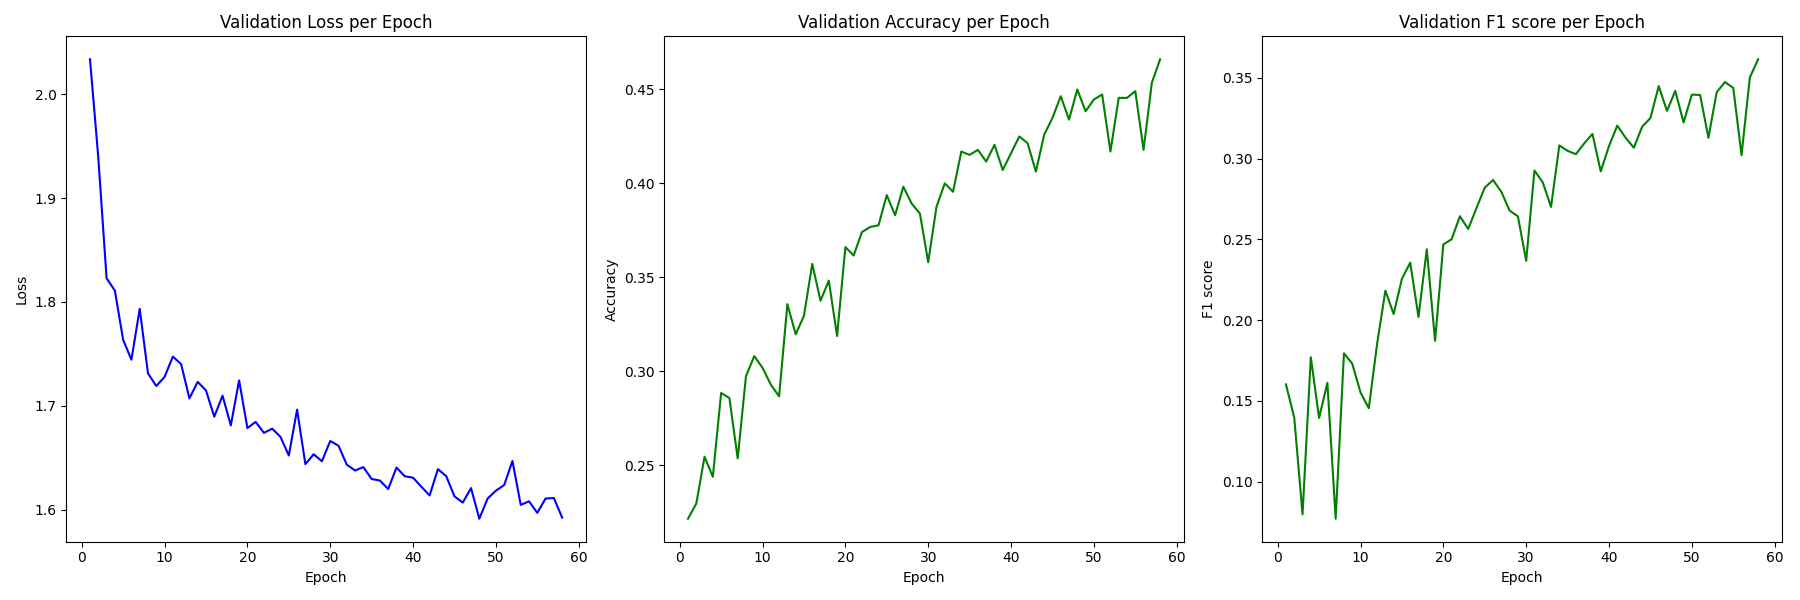 Validation Loss per Epoch
Loss
2.0
1.9
1.8
1.7
1.6
0 10 20 30 40 50 60
Epoch
Validation Accuracy per Epoch
Accuracy
0.45
0.40
0.35
0.30
0.25
0 10 20 30 40 50 60
Epoch
Validation F1 score per Epoch
F1 score
0.35
0.30
0.25
0.20
0.15
0.10
0 10 20 30 40 50 60
Epoch